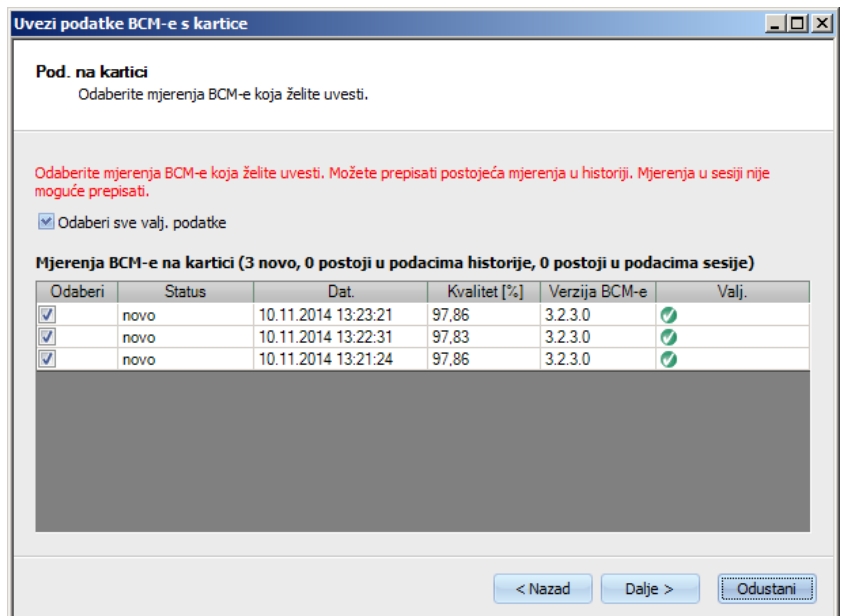 Uvezi podatke BCM-e s kartice
Pod. na kartici
Odaberite mjerenja BCM-e koja želite uvesti.
Odaberite mjerenja BCM-e koja želite uvesti. Možete prepisati postojeća mjerenja u historiji. Mjerenja u sesiji nije
moguće prepisati.
Odaberi sve valj. podatke
Mjerenja BCM-e na kartici (3 novo, 0 postoji u podacima historije, 0 postoji u podacima sesije)
Odaberi Status Dat. Kvalitet [%] Verzija BCM-e Valj.
novo 10.11.2014 13:23:21 97,86 3.2.3.0
novo 10.11.2014 13:22:31 97,83 3.2.3.0
novo 10.11.2014 13:21:24 97,86 3.2.3.0
< Nazad Dalje > Odustani